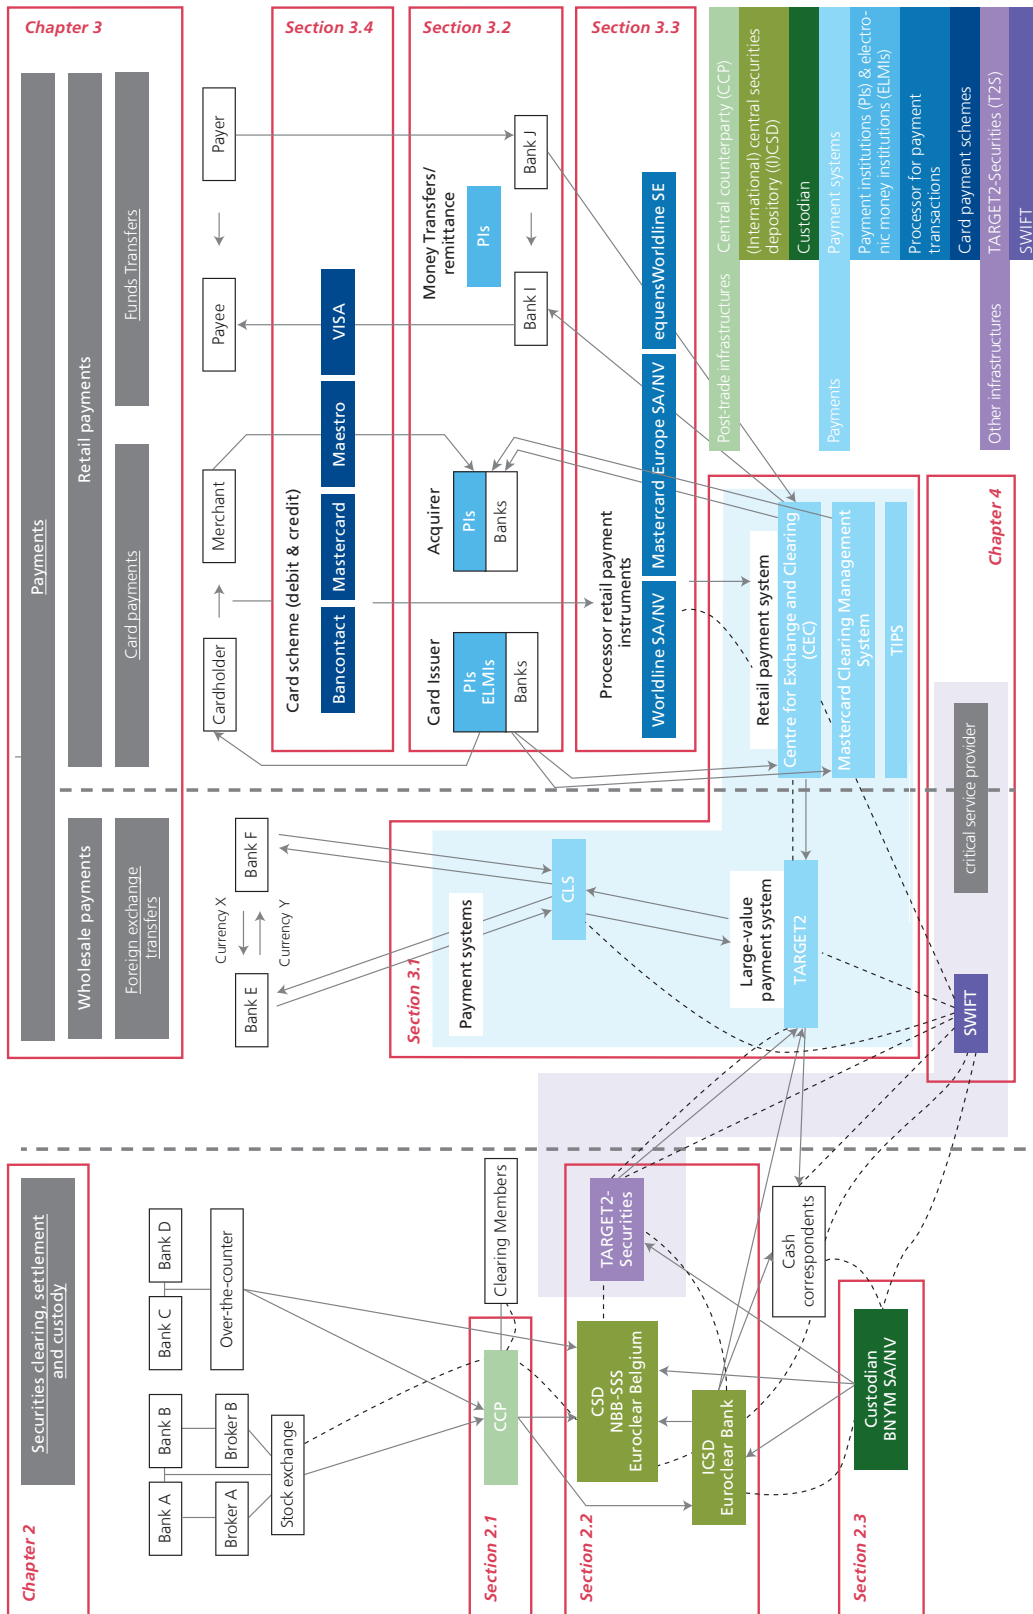 Chapter 2
Securities clearing, settlement
and custody
Bank A
Bank B
Bank C
Bank D
Broker A
Broker B
Over-the-counter
Stock exchange
Section 2.1
CCP
Clearing Members
Section 2.2
CSD
NBB-SSS
Euroclear Belgium
TARGET2-
Securities
ICSD
Euroclear Bank
Cash
correspondents
Section 2.3
Custodian
BNYM SA/NV
Chapter 3
Payments
Wholesale payments
Retail payments
Foreign exchange
transfers
Card payments
Funds Transfers
Bank E
Currency X
Currency Y
Bank F
Cardholder
Merchant
Payee
Payer
Section 3.4
Card scheme (debit & credit)
Bancontact
Mastercard
Maestro
VISA
Section 3.2
Card Issuer
PIs
ELMIs
Banks
Acquirer
PIs
Banks
Money Transfers/
remittance
PIs
Bank I
Bank J
Section 3.3
Processor retail payment
instruments
Worldline SA/NV
Mastercard Europe SA/NV
equensWorldline SE
Section 3.1
Payment systems
CLS
Large-value
payment system
TARGET2
Retail payment system
Centre for Exchange and Clearing
(CEC)
Mastercard Clearing Management
System
TIPS
Chapter 4
SWIFT
critical service provider
Post-trade infrastructures
Central counterparty (CCP)
(International) central securities
depository ((I)CSD)
Custodian
Payments
Payment systems
Payment institutions (PIs) & electro-
nic money institutions (ELMIs)
Processor for payment
transactions
Card payment schemes
Other infrastructures
TARGET2-Securities (T2S)
SWIFT